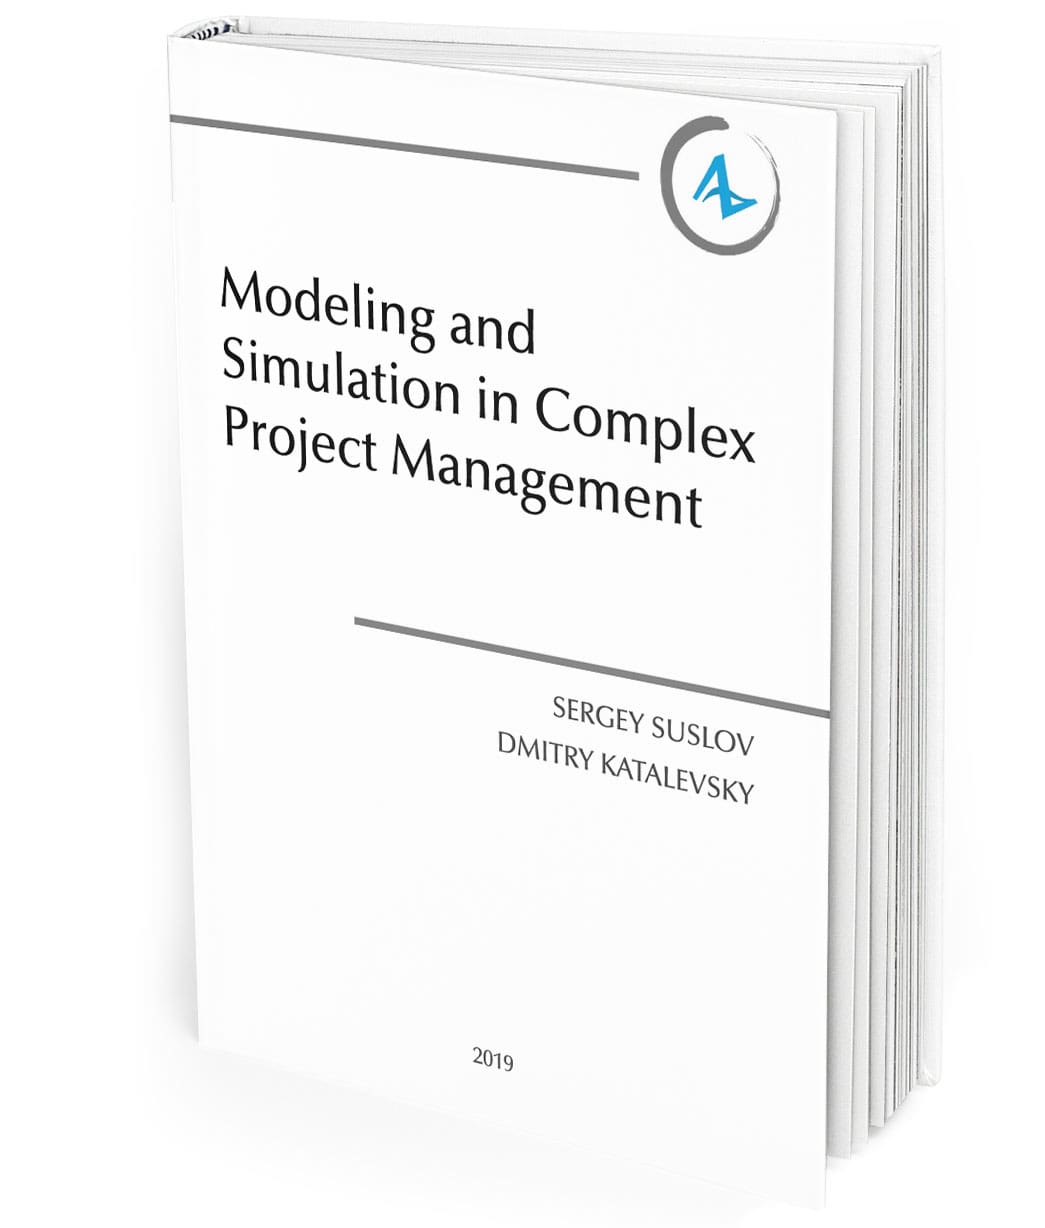 Modeling and
Simulation in Complex
Project Management
SERGEY SUSLOV
DMITRY KATALEVSKY
2019